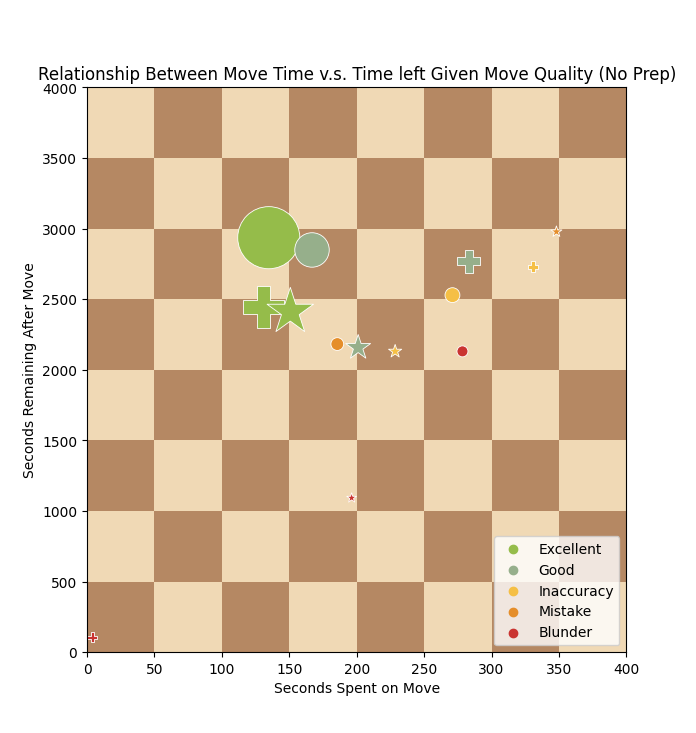 Relationship Between Move Time v.s. Time left Given Move Quality (No Prep)
4000
3500
3000
2500
2000
1500
1000
500
0
Seconds Remaining After Move
Excellent
Good
Inaccuracy
Mistake
Blunder
0 50 100 150 200 250 300 350 400
Seconds Spent on Move